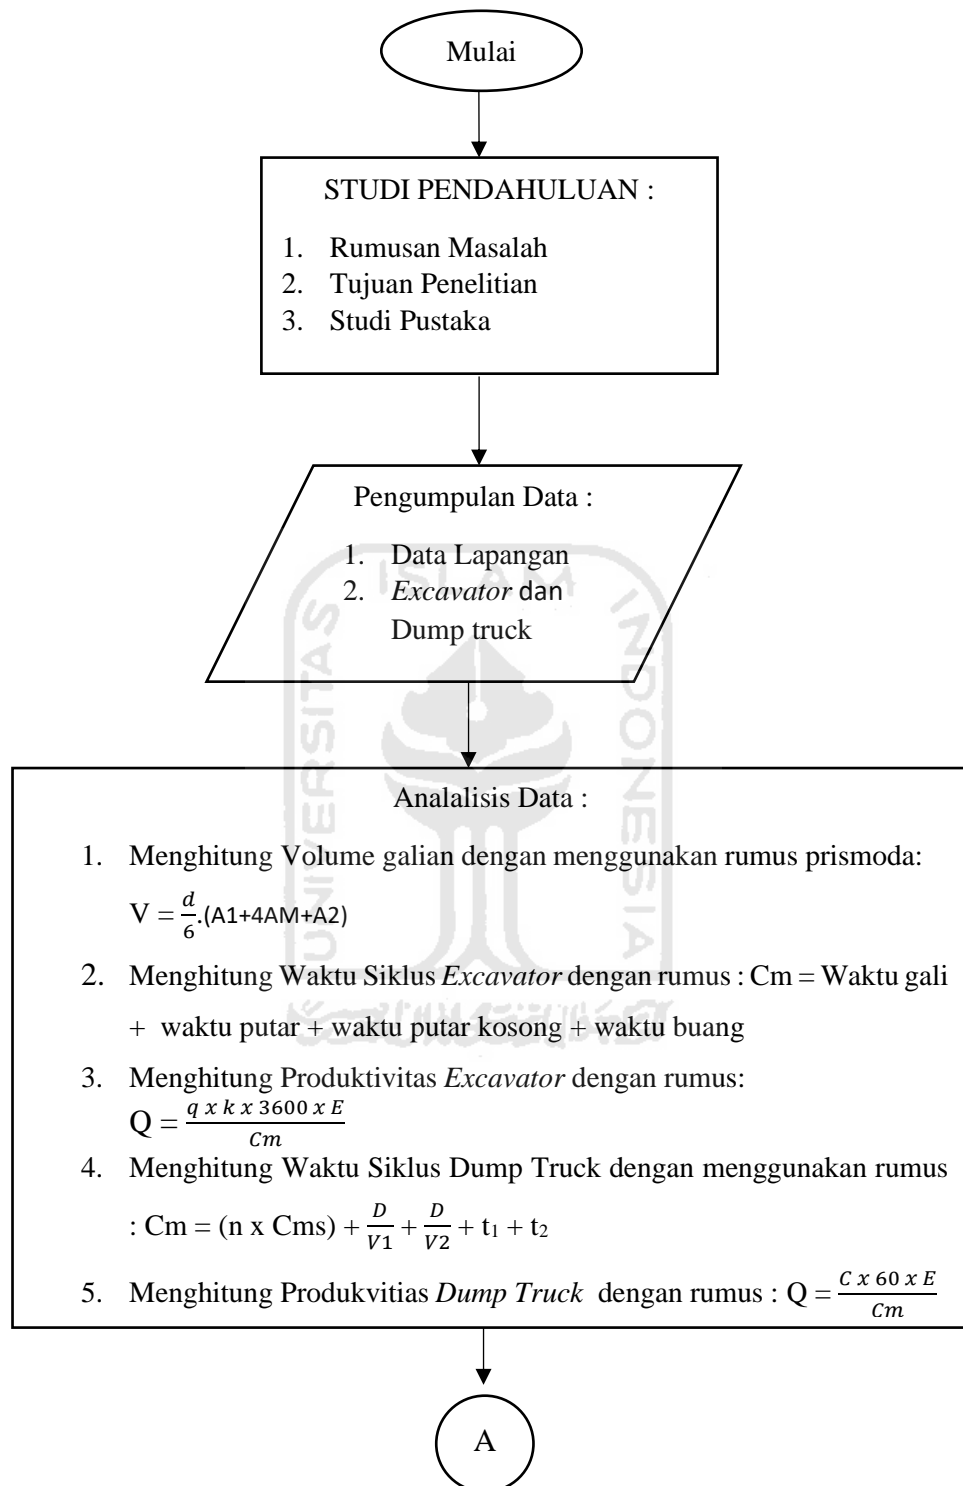 Mulai
STUDI PENDAHULUAN :
1. Rumusan Masalah
2. Tujuan Penelitian
3. Studi Pustaka
Pengumpulan Data :
1. Data Lapangan
2. Excavator dan
Dump truck
ISLAM
UNIVERSITAS
INDONESIA
Analalisis Data :
1. Menghitung Volume galian dengan menggunakan rumus prismoda:
V = d/6.(A1+4AM+A2)
2. Menghitung Waktu Siklus Excavator dengan rumus : Cm = Waktu gali
+ waktu putar + waktu putar kosong + waktu buang
3. Menghitung Produktivitas Excavator dengan rumus:
Q = q x k x 3600 x E / Cm
4. Menghitung Waktu Siklus Dump Truck dengan menggunakan rumus
: Cm = (n x Cms) + D/V1 + D/V2 + t₁ + t₂
5. Menghitung Produkvitias Dump Truck dengan rumus : Q = C x 60 x E / Cm
A